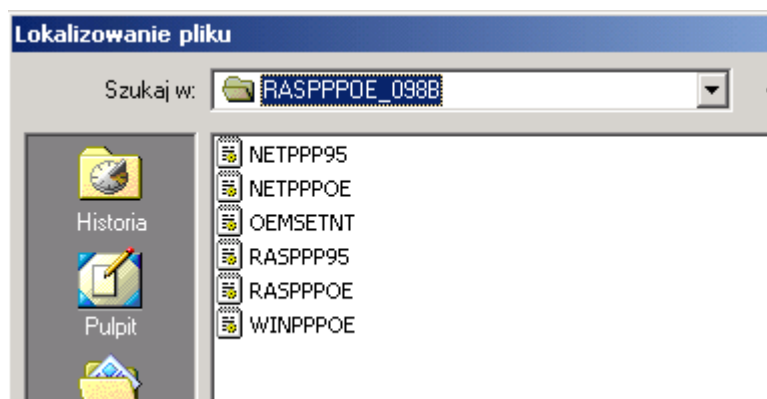 Lokalizowanie pliku
Szukaj w: RASPPPOE_098B
NETPPP95
NETPPPOE
Historia
OEMSETNT
RASPPP95
RASPPPOE
Pulpit
WINPPPOE